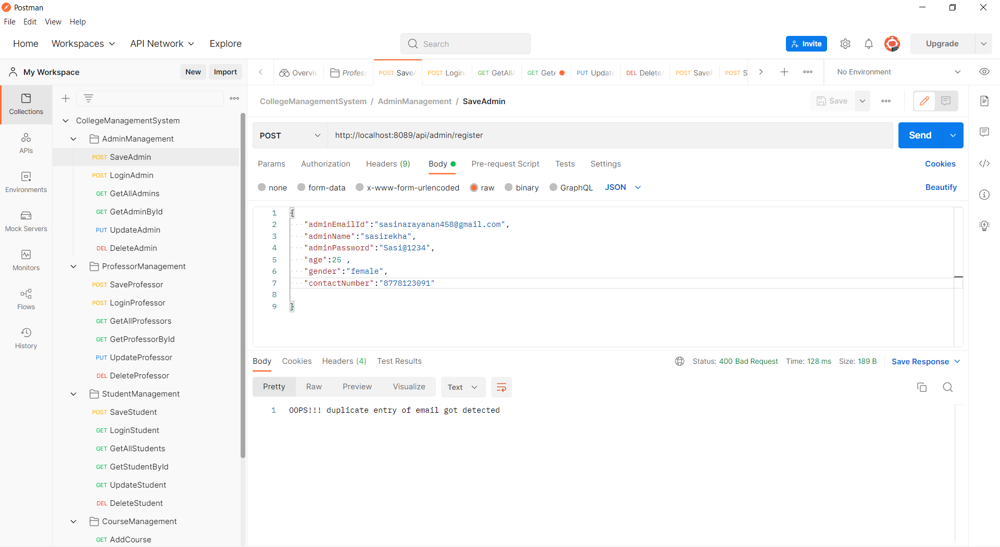 Postman
File Edit View Help
Home Workspaces API Network Explore Search Invite Upgrade
My Workspace New Import Overvie Profess POST SaveA POST Login GET GetAllA GET GetA PUT Update DEL Delete POST SaveP POST S No Environment
Collections
APIs
Environments
Mock Servers
Monitors
Flows
History
CollegeManagementSystem
AdminManagement
POST SaveAdmin
POST LoginAdmin
GET GetAllAdmins
GET GetAdminById
PUT UpdateAdmin
DEL DeleteAdmin
ProfessorManagement
POST SaveProfessor
POST LoginProfessor
GET GetAllProfessors
GET GetProfessorById
PUT UpdateProfessor
DEL DeleteProfessor
StudentManagement
POST SaveStudent
GET LoginStudent
GET GetAllStudents
GET GetStudentById
GET UpdateStudent
DEL DeleteStudent
CourseManagement
GET AddCourse
CollegeManagementSystem / AdminManagement / SaveAdmin Save
POST http://localhost:8089/api/admin/register Send
Params Authorization Headers (9) Body Pre-request Script Tests Settings Cookies
none form-data x-www-form-urlencoded raw binary GraphQL JSON Beautify
1 {
2 "adminEmailId":"sasinarayanan458@gmail.com",
3 "adminName":"sasirekha",
4 "adminPassword":"Sasi@1234",
5 "age":25 ,
6 "gender":"female",
7 "contactNumber":"8778123091"
8
9 }
Body Cookies Headers (4) Test Results Status: 400 Bad Request Time: 128 ms Size: 189 B Save Response
Pretty Raw Preview Visualize Text
1 OOPS!!! duplicate entry of email got detected